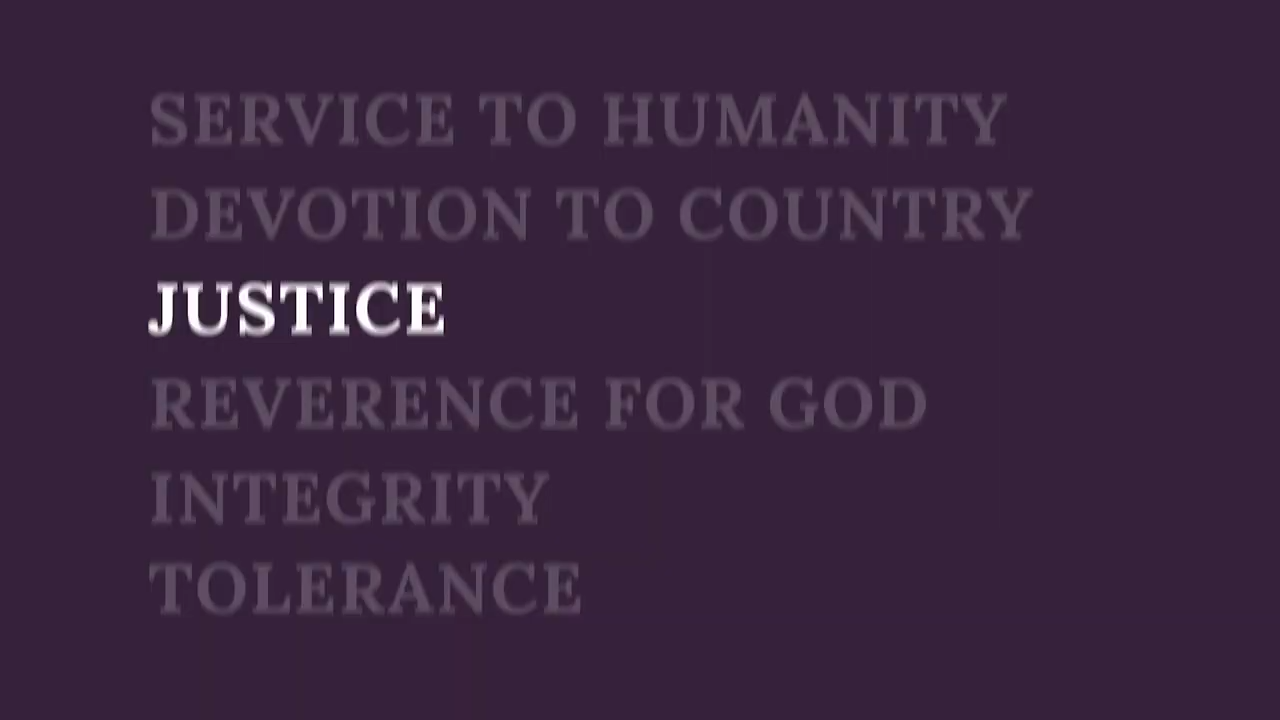 SERVICE TO HUMANITY
DEVOTION TO COUNTRY
JUSTICE
REVERENCE FOR GOD
INTEGRITY
TOLERANCE